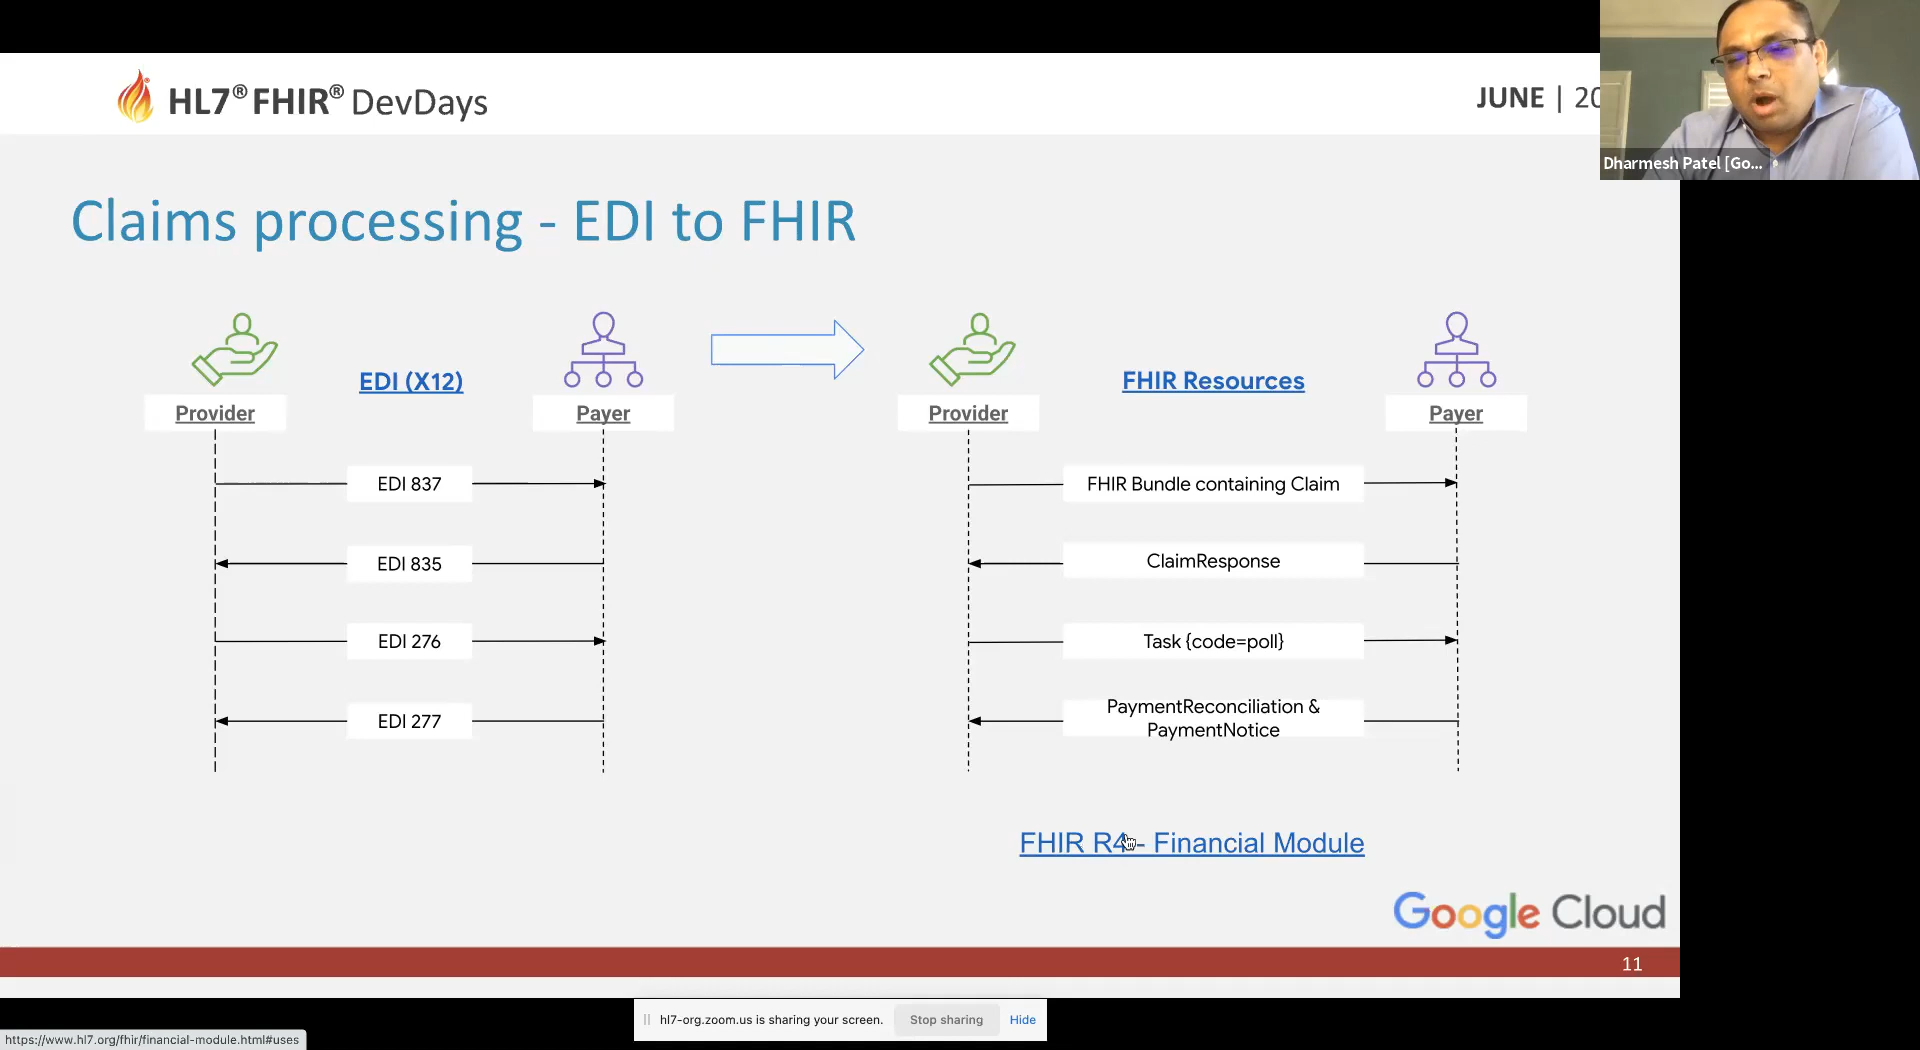 HL7® FHIR® DevDays
JUNE | 20
Dharmesh Patel [Go...
Claims processing - EDI to FHIR
EDI (X12)
FHIR Resources
Provider
Payer
Provider
Payer
EDI 837
FHIR Bundle containing Claim
EDI 835
ClaimResponse
EDI 276
Task {code=poll}
EDI 277
PaymentReconciliation &
PaymentNotice
FHIR R4 - Financial Module
Google Cloud
11
hl7-org.zoom.us is sharing your screen.
Stop sharing
Hide
https://www.hl7.org/fhir/financial-module.html#uses